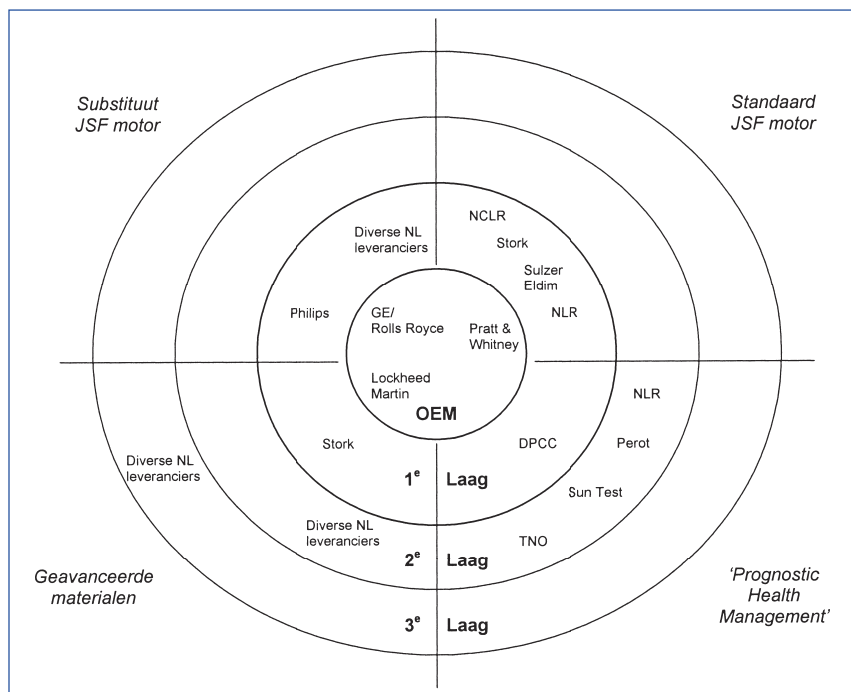 Substituut
JSF motor
Standaard
JSF motor
NCLR
Diverse NL
leveranciers
Stork
Sulzer
Eldim
Philips
NLR
GE/
Rolls Royce
Pratt &
Whitney
Lockheed
Martin
OEM
NLR
Stork
DPCC
Perot
Diverse NL
leveranciers
1e Laag
Sun Test
Diverse NL
leveranciers
TNO
2e Laag
Geavanceerde
materialen
'Prognostic
Health
Management'
3e Laag